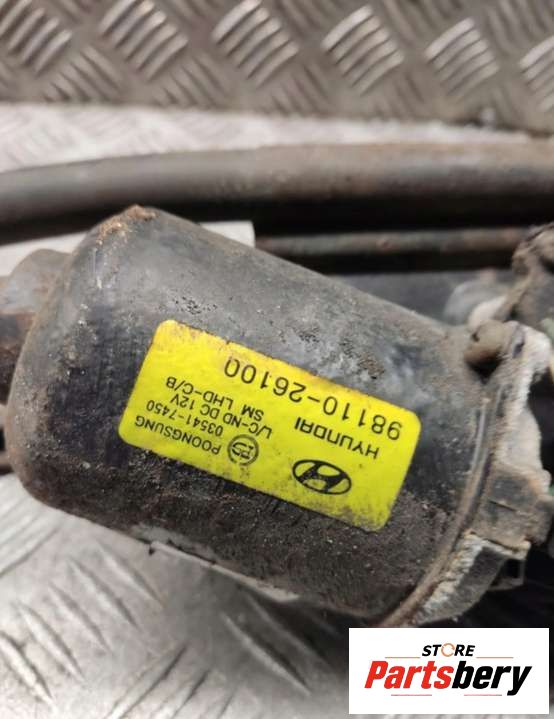 HYUNDAI
98110-26100
SM LHD-C/B
L/C-ND DC 12V
03541-7450
POONGSUNG
STORE
Partsbery